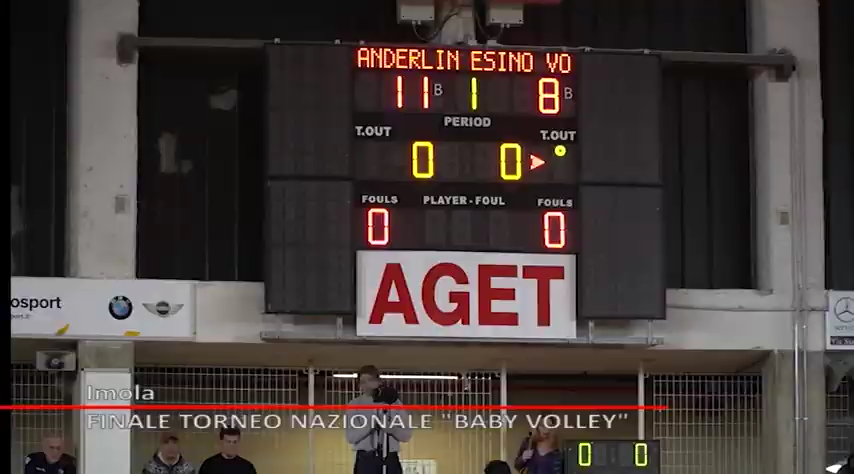 ANDERLIN ESINO VO
11 B 1 8 B
PERIOD
T.OUT T.OUT
0 0
FOULS PLAYER-FOUL FOULS
0 0
AGET
osport
Imola
FINALE TORNEO NAZIONALE "BABY VOLLEY"
0 0